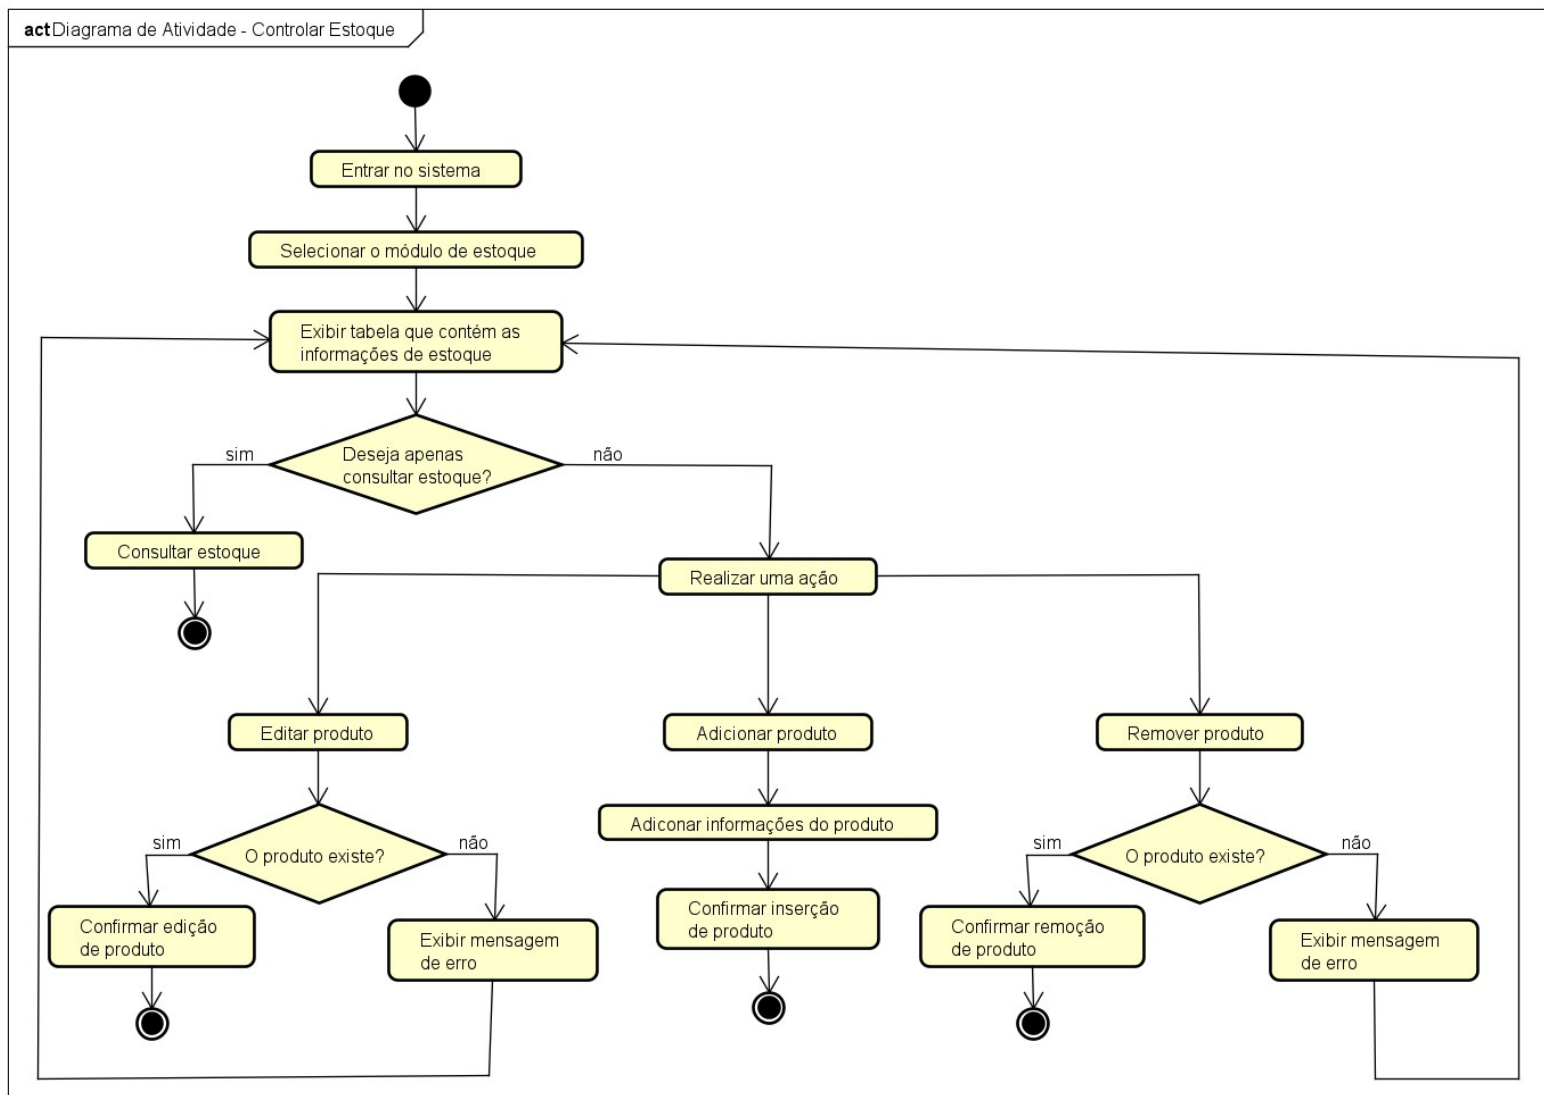 act Diagrama de Atividade - Controlar Estoque
Entrar no sistema
Selecionar o módulo de estoque
Exibir tabela que contém as
informações de estoque
Deseja apenas
consultar estoque?
sim
não
Consultar estoque
Realizar uma ação
Editar produto
Adicionar produto
Remover produto
O produto existe?
sim
não
Adiconar informações do produto
O produto existe?
sim
não
Confirmar edição
de produto
Exibir mensagem
de erro
Confirmar inserção
de produto
Confirmar remoção
de produto
Exibir mensagem
de erro